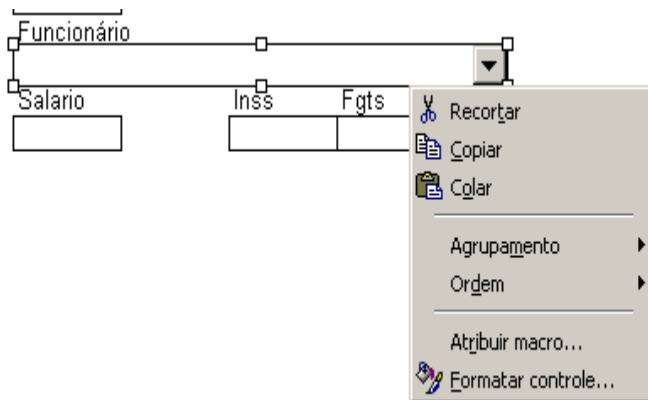 Funcionário
Salario Inss Fgts
Recortar
Copiar
Colar
Agrupamento
Ordem
Atribuir macro...
Formatar controle...